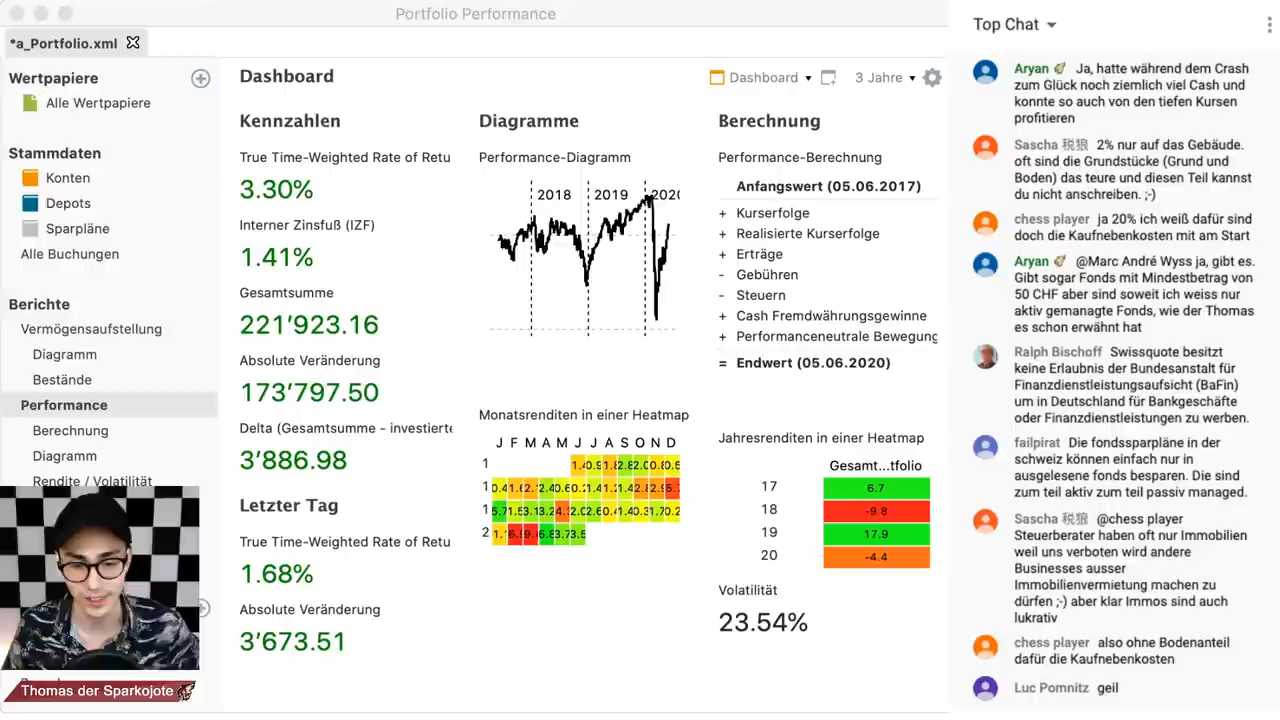 Portfolio Performance
*a_Portfolio.xml
Wertpapiere
Alle Wertpapiere
Stammdaten
Konten
Depots
Sparpläne
Alle Buchungen
Berichte
Vermögensaufstellung
Diagramm
Bestände
Performance
Berechnung
Diagramm
Rendite / Volatilität
Thomas der Sparkojote
Dashboard
Dashboard
3 Jahre
Kennzahlen
True Time-Weighted Rate of Retu
3.30%
Interner Zinsfuß (IZF)
1.41%
Gesamtsumme
221’923.16
Absolute Veränderung
173’797.50
Delta (Gesamtsumme - investierte
3’886.98
Letzter Tag
True Time-Weighted Rate of Retu
1.68%
Absolute Veränderung
3’673.51
Diagramme
Performance-Diagramm
2018 2019 2020
Monatsrenditen in einer Heatmap
J F M A M J J A S O N D
1
1
1
2
Berechnung
Performance-Berechnung
Anfangswert (05.06.2017)
+ Kurserfolge
+ Realisierte Kurserfolge
+ Erträge
- Gebühren
- Steuern
+ Cash Fremdwährungsgewinne
+ Performanceneutrale Bewegung
= Endwert (05.06.2020)
Jahresrenditen in einer Heatmap
Gesamt...tfolio
17 6.7
18 -9.8
19 17.9
20 -4.4
Volatilität
23.54%
Top Chat
Aryan Ja, hatte während dem Crash
zum Glück noch ziemlich viel Cash und
konnte so auch von den tiefen Kursen
profitieren
Sascha 税狼 2% nur auf das Gebäude.
oft sind die Grundstücke (Grund und
Boden) das teure und diesen Teil kannst
du nicht anschreiben. ;-)
chess player ja 20% ich weiß dafür sind
doch die Kaufnebenkosten mit am Start
Aryan @Marc André Wyss ja, gibt es.
Gibt sogar Fonds mit Mindestbetrag von
50 CHF aber sind soweit ich weiss nur
aktiv gemanagte Fonds, wie der Thomas
es schon erwähnt hat
Ralph Bischoff Swissquote besitzt
keine Erlaubnis der Bundesanstalt für
Finanzdienstleistungsaufsicht (BaFin)
um in Deutschland für Bankgeschäfte
oder Finanzdienstleistungen zu werben.
failpirat Die fondssparpläne in der
schweiz können einfach nur in
ausgelesene fonds besparen. Die sind
zum teil aktiv zum teil passiv managed.
Sascha 税狼 @chess player
Steuerberater haben oft nur Immobilien
weil uns verboten wird andere
Businesses ausser
Immobilienvermietung machen zu
dürfen ;-) aber klar Immos sind auch
lukrativ
chess player also ohne Bodenanteil
dafür die Kaufnebenkosten
Luc Pomnitz geil